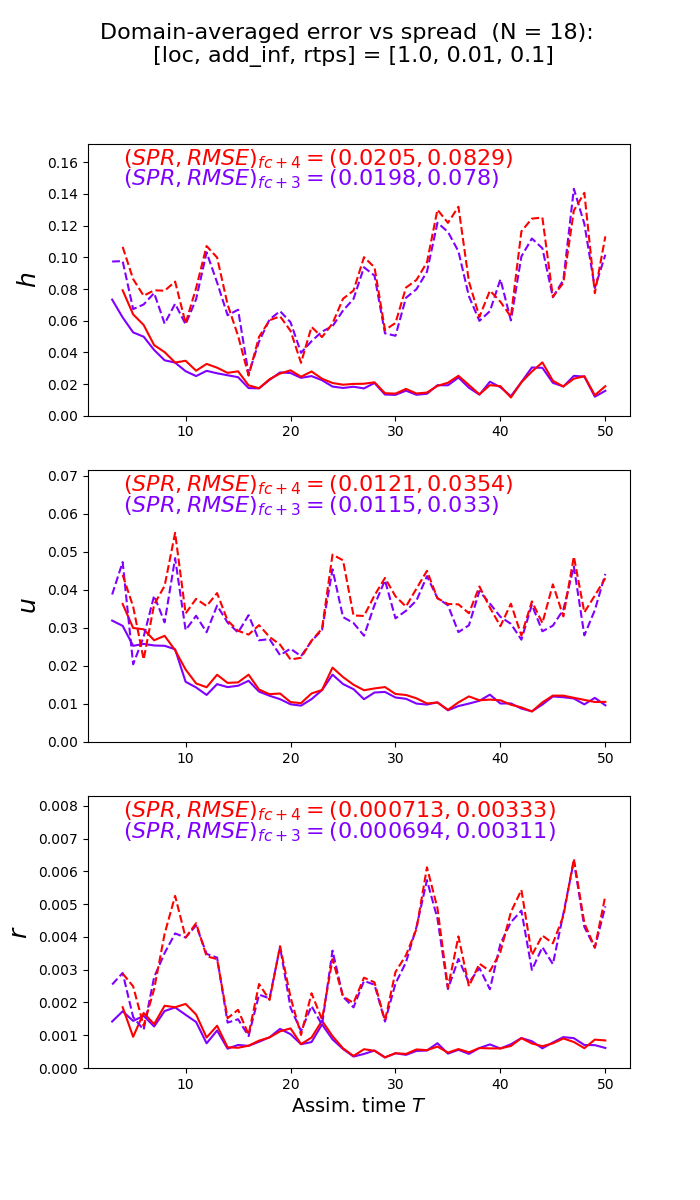 Domain-averaged error vs spread (N = 18):
[loc, add_inf, rtps] = [1.0, 0.01, 0.1]
(SPR, RMSE)fc+4 = (0.0205, 0.0829)
(SPR, RMSE)fc+3 = (0.0198, 0.078)
h
0.16
0.14
0.12
0.10
0.08
0.06
0.04
0.02
0.00
10 20 30 40 50
(SPR, RMSE)fc+4 = (0.0121, 0.0354)
(SPR, RMSE)fc+3 = (0.0115, 0.033)
u
0.07
0.06
0.05
0.04
0.03
0.02
0.01
0.00
10 20 30 40 50
(SPR, RMSE)fc+4 = (0.000713, 0.00333)
(SPR, RMSE)fc+3 = (0.000694, 0.00311)
r
0.008
0.007
0.006
0.005
0.004
0.003
0.002
0.001
0.000
10 20 30 40 50
Assim. time T